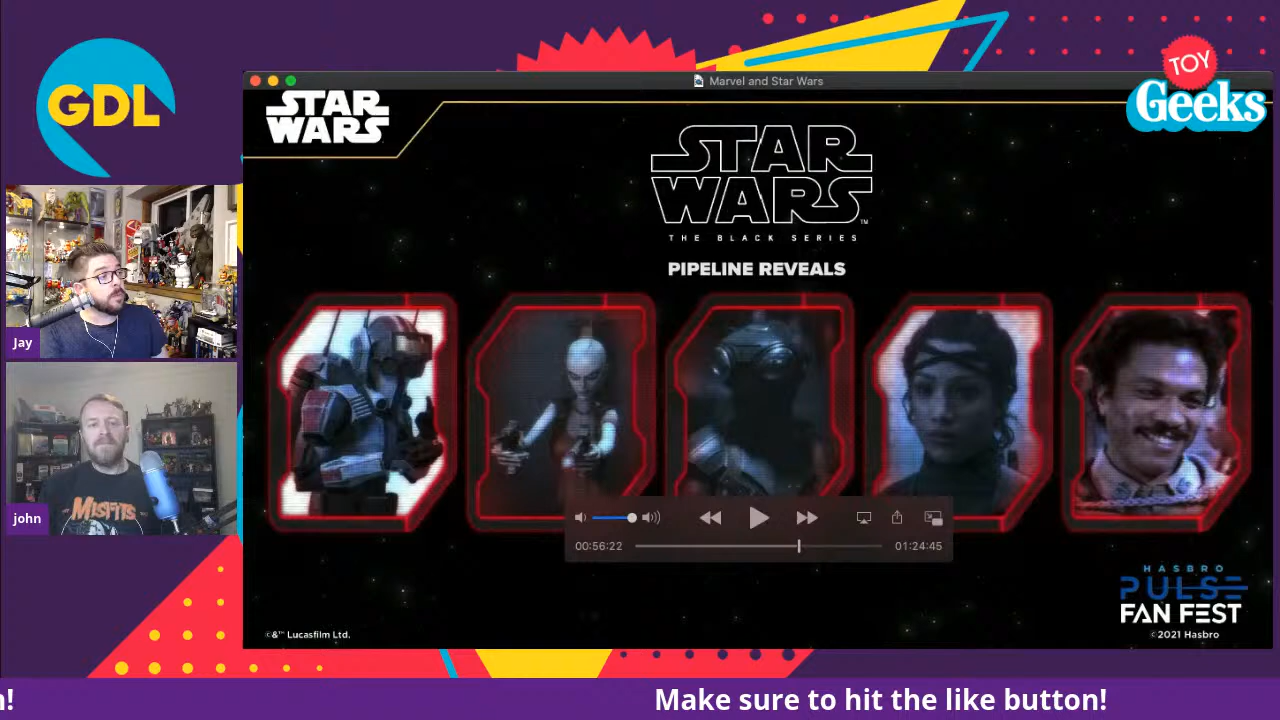 GDL
TOY
Geeks
Marvel and Star Wars
STAR
WARS
STAR
WARS
™
THE BLACK SERIES
PIPELINE REVEALS
Jay
john
MISFITS
00:56:22
01:24:45
HASBRO
PULSE
FAN FEST
©2021 Hasbro
©&™ Lucasfilm Ltd.
n!
Make sure to hit the like button!